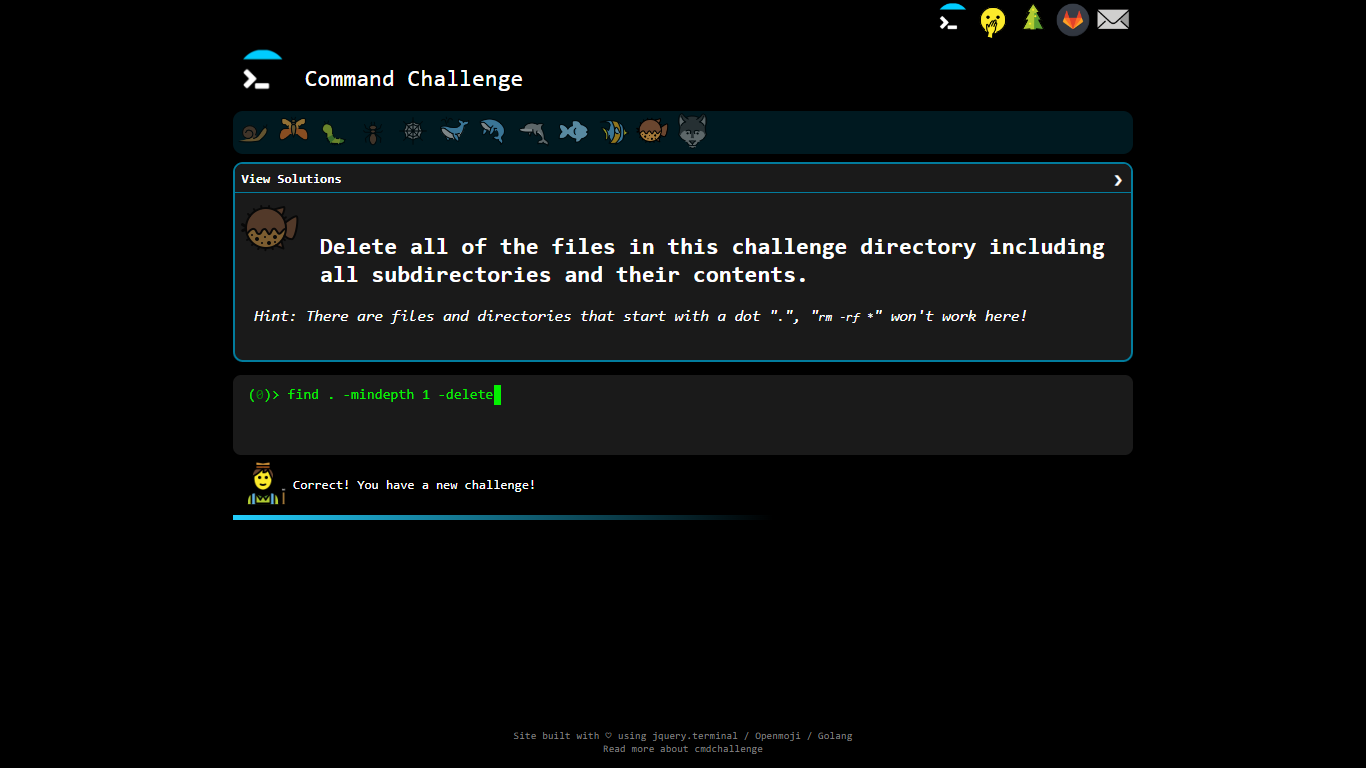 Command Challenge
View Solutions ❯
Delete all of the files in this challenge directory including
all subdirectories and their contents.
Hint: There are files and directories that start with a dot ".", "rm -rf *" won't work here!
(0)> find . -mindepth 1 -delete
Correct! You have a new challenge!
Site built with ♡ using jquery.terminal / Openmoji / Golang
Read more about cmdchallenge